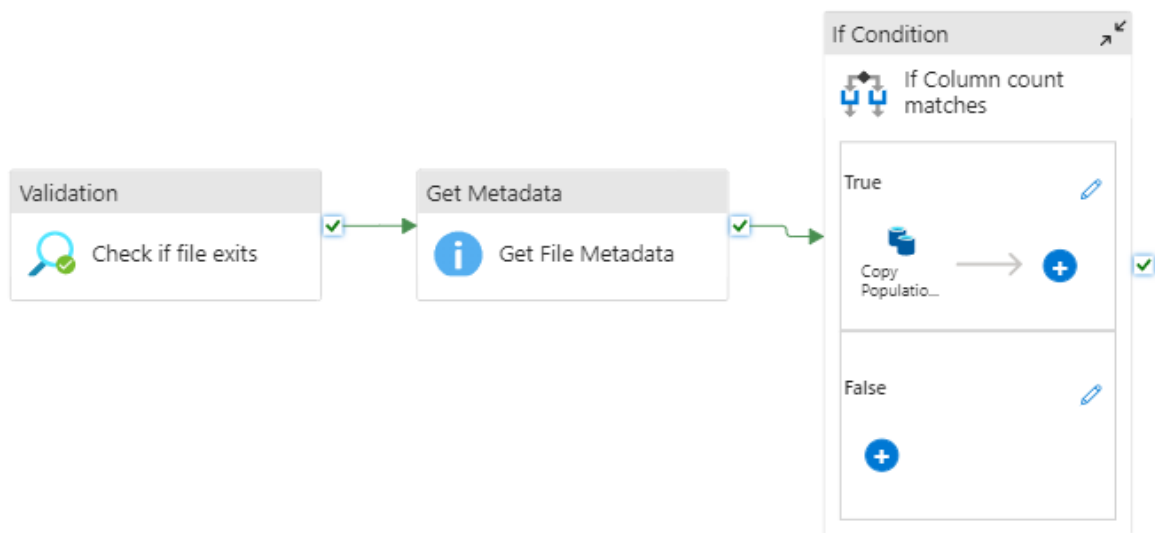 Validation
Check if file exits
Get Metadata
Get File Metadata
If Condition
If Column count
matches
True
Copy
Populatio...
False